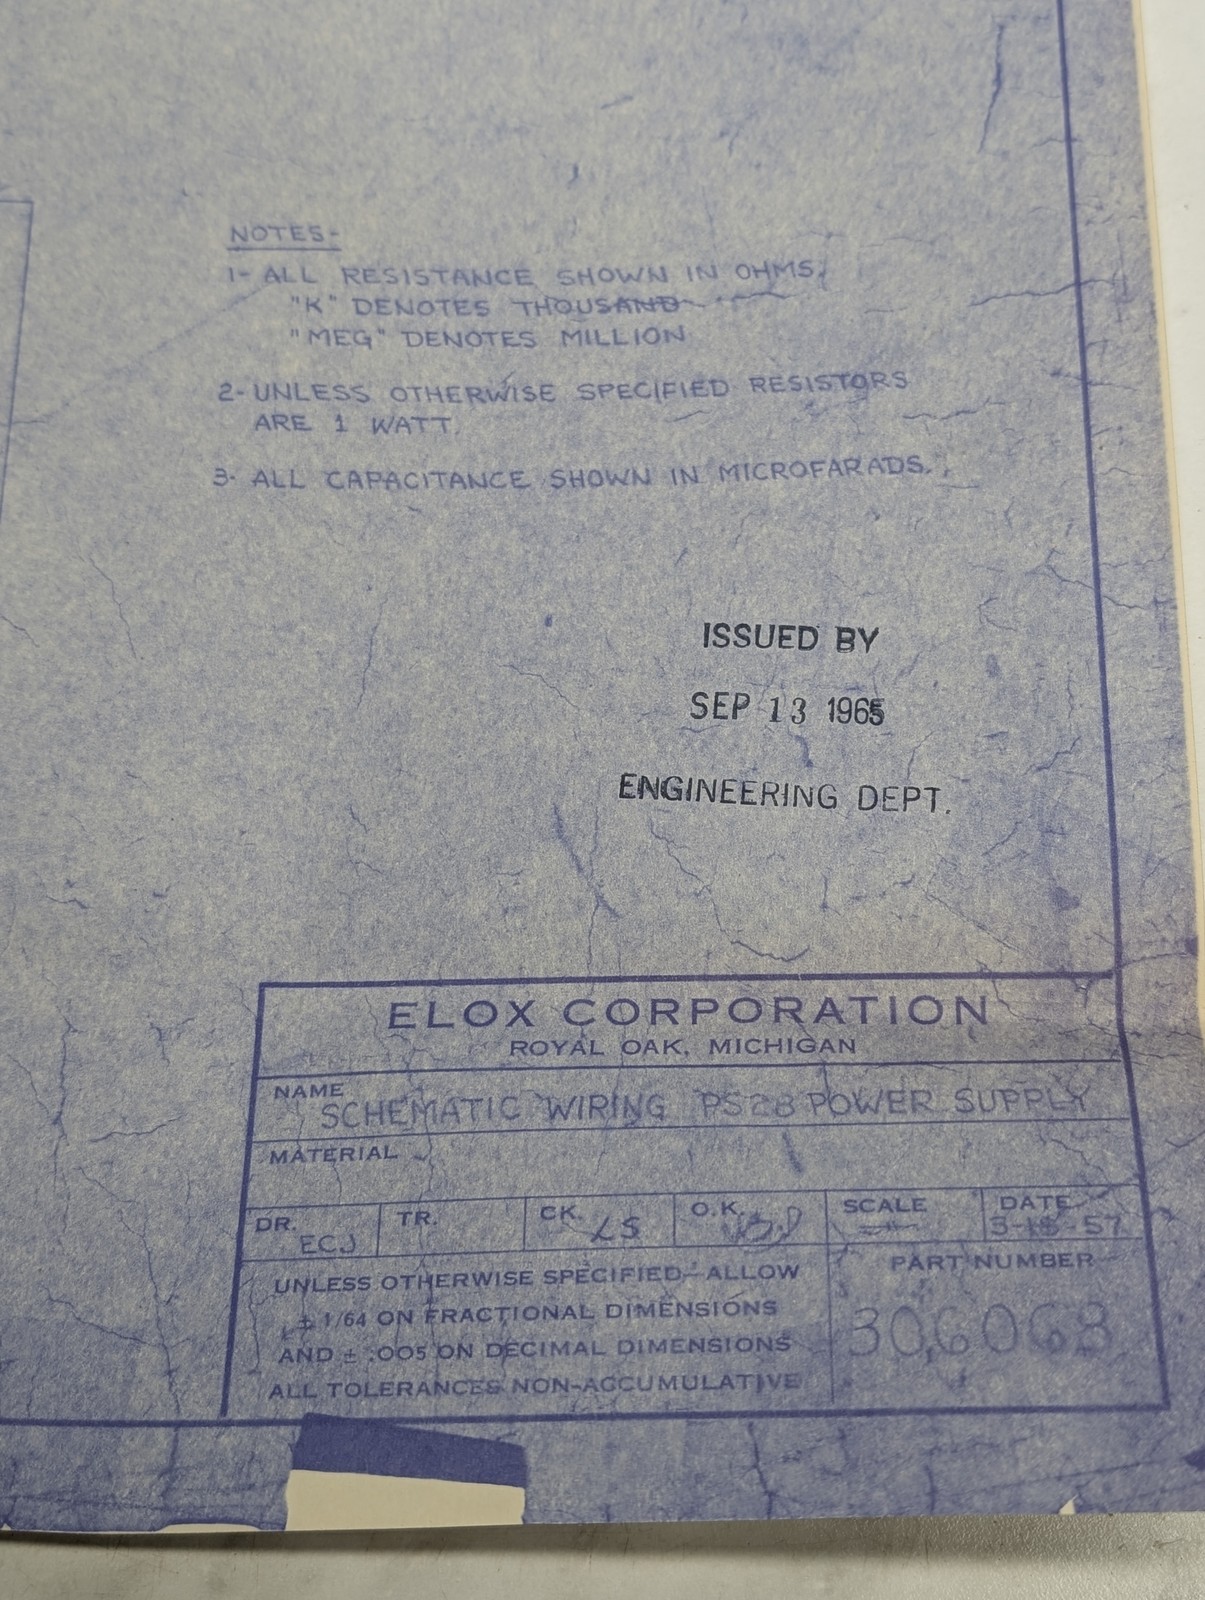 NOTES-
1- ALL RESISTANCE SHOWN IN OHMS,
"K" DENOTES THOUSAND
"MEG" DENOTES MILLION
2- UNLESS OTHERWISE SPECIFIED RESISTORS
ARE 1 WATT.
3- ALL CAPACITANCE SHOWN IN MICROFARADS.
ISSUED BY
SEP 13 1965
ENGINEERING DEPT.
ELOX CORPORATION
ROYAL OAK, MICHIGAN
NAME
SCHEMATIC WIRING PS28 POWER SUPPLY
MATERIAL
DR. ECJ
TR.
CK. LS
O.K.
SCALE
DATE
UNLESS OTHERWISE SPECIFIED- ALLOW
± 1/64 ON FRACTIONAL DIMENSIONS
AND ± .005 ON DECIMAL DIMENSIONS
ALL TOLERANCES NON-ACCUMULATIVE
PART NUMBER
306063